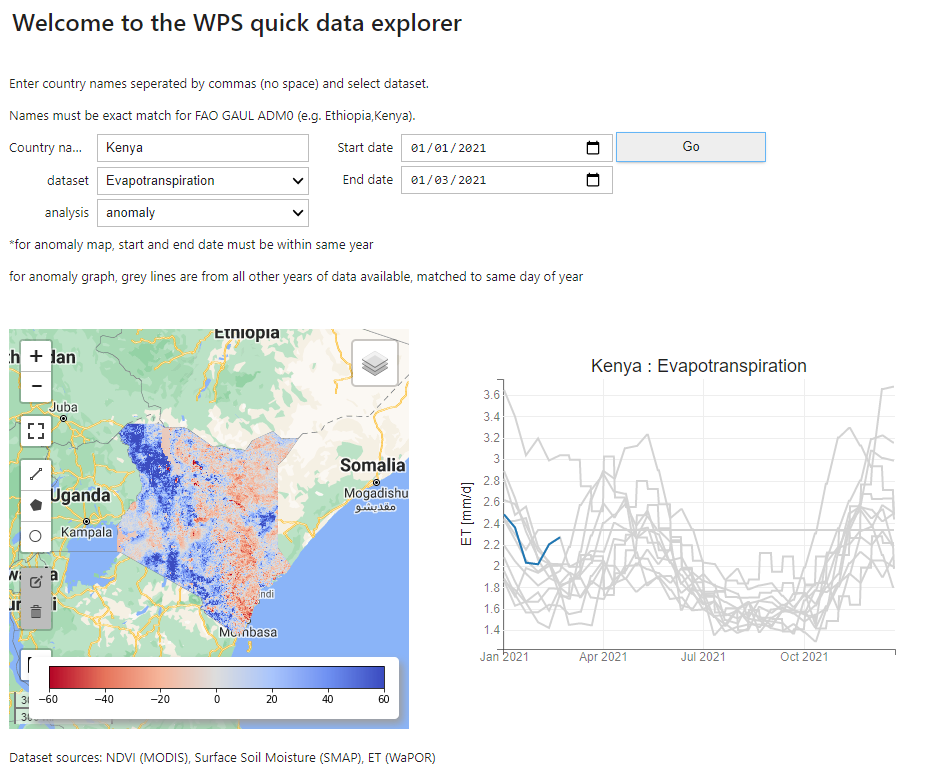 Welcome to the WPS quick data explorer
Enter country names seperated by commas (no space) and select dataset.
Names must be exact match for FAO GAUL ADM0 (e.g. Ethiopia,Kenya).
Country na... Kenya Start date 01/01/2021 Go
dataset Evapotranspiration End date 01/03/2021
analysis anomaly
*for anomaly map, start and end date must be within same year
for anomaly graph, grey lines are from all other years of data available, matched to same day of year
Ethiopia
dan
Juba
Somalia
Mogadishu
مقديشو
Uganda
Kampala
ndi
Mombasa
−60 −40 −20 0 20 40 60
Kenya : Evapotranspiration
ET [mm/d]
3.6
3.4
3.2
3
2.8
2.6
2.4
2.2
2
1.8
1.6
1.4
Jan 2021 Apr 2021 Jul 2021 Oct 2021
Dataset sources: NDVI (MODIS), Surface Soil Moisture (SMAP), ET (WaPOR)